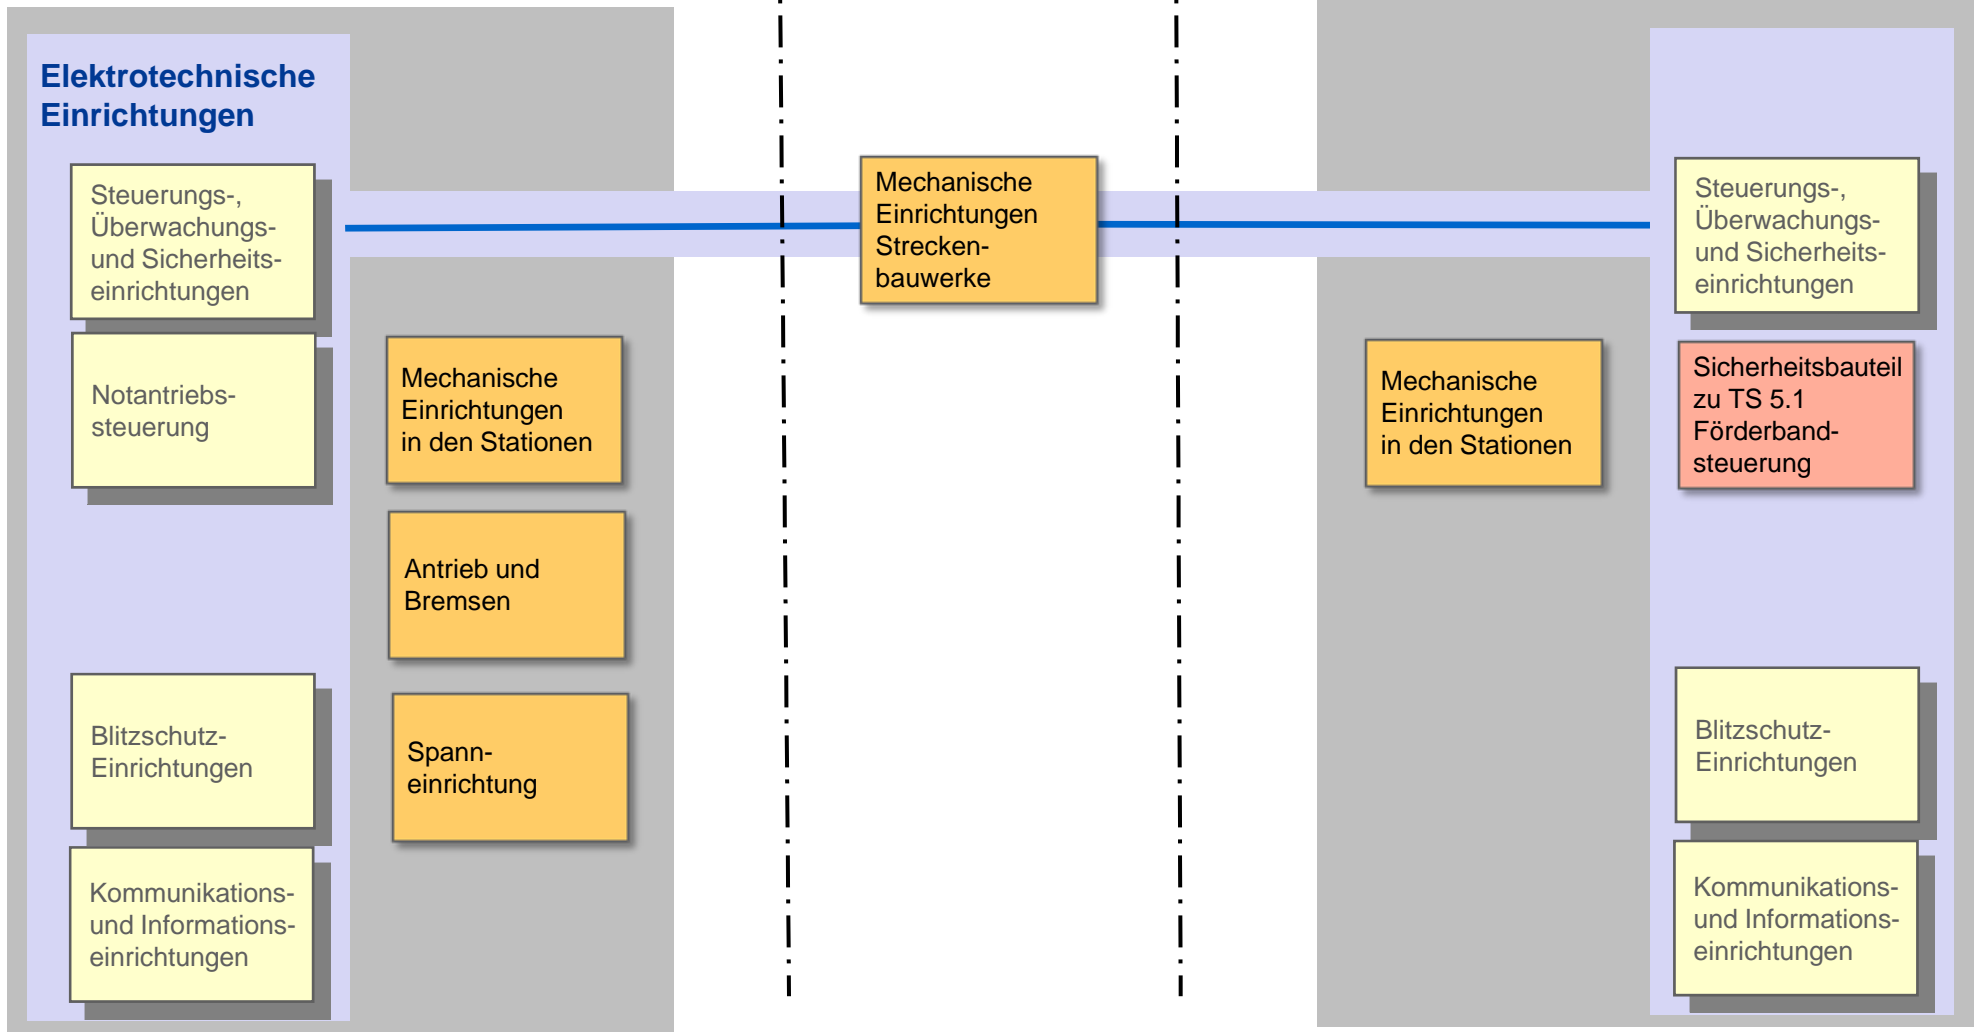 Elektrotechnische
Einrichtungen
Steuerungs-,
Überwachungs-
und Sicherheits-
einrichtungen
Notantriebs-
steuerung
Blitzschutz-
Einrichtungen
Kommunikations-
und Informations-
einrichtungen
Mechanische
Einrichtungen
in den Stationen
Antrieb und
Bremsen
Spann-
einrichtung
Mechanische
Einrichtungen
Strecken-
bauwerke
Mechanische
Einrichtungen
in den Stationen
Steuerungs-,
Überwachungs-
und Sicherheits-
einrichtungen
Sicherheitsbauteil
zu TS 5.1
Förderband-
steuerung
Blitzschutz-
Einrichtungen
Kommunikations-
und Informations-
einrichtungen